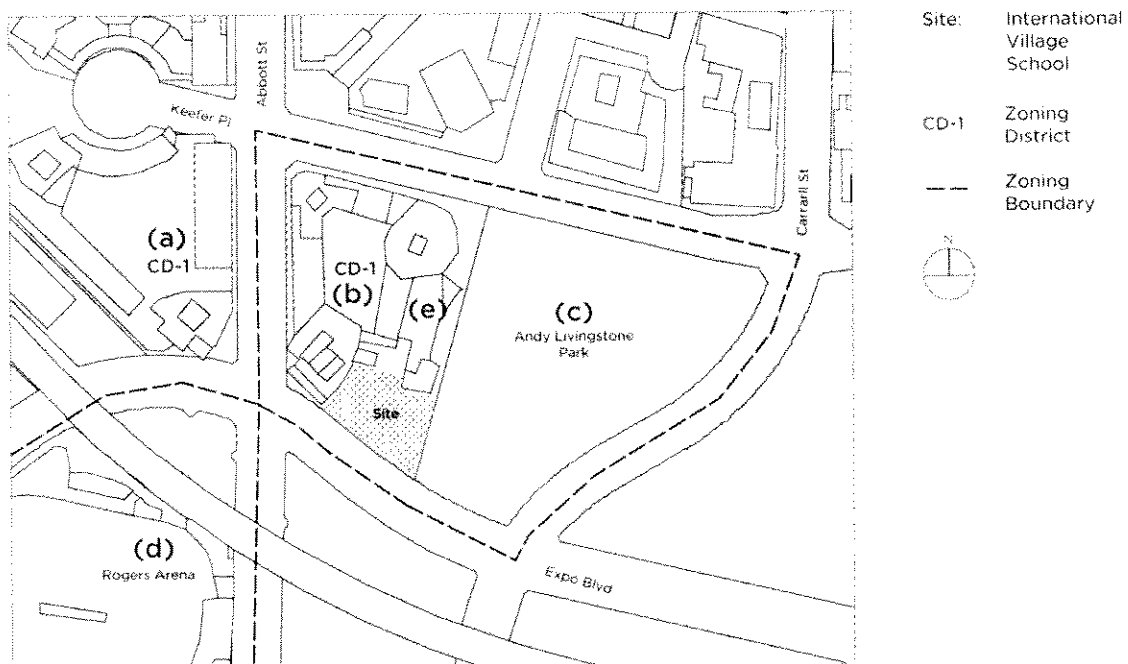 Abbott St
Keefer Pl
Carrall St
(a)
CD-1
CD-1
(b)
(e)
(c)
Andy Livingstone
Park
Site
(d)
Rogers Arena
Expo Blvd
Site: International
Village
School
CD-1 Zoning
District
Zoning
Boundary
N